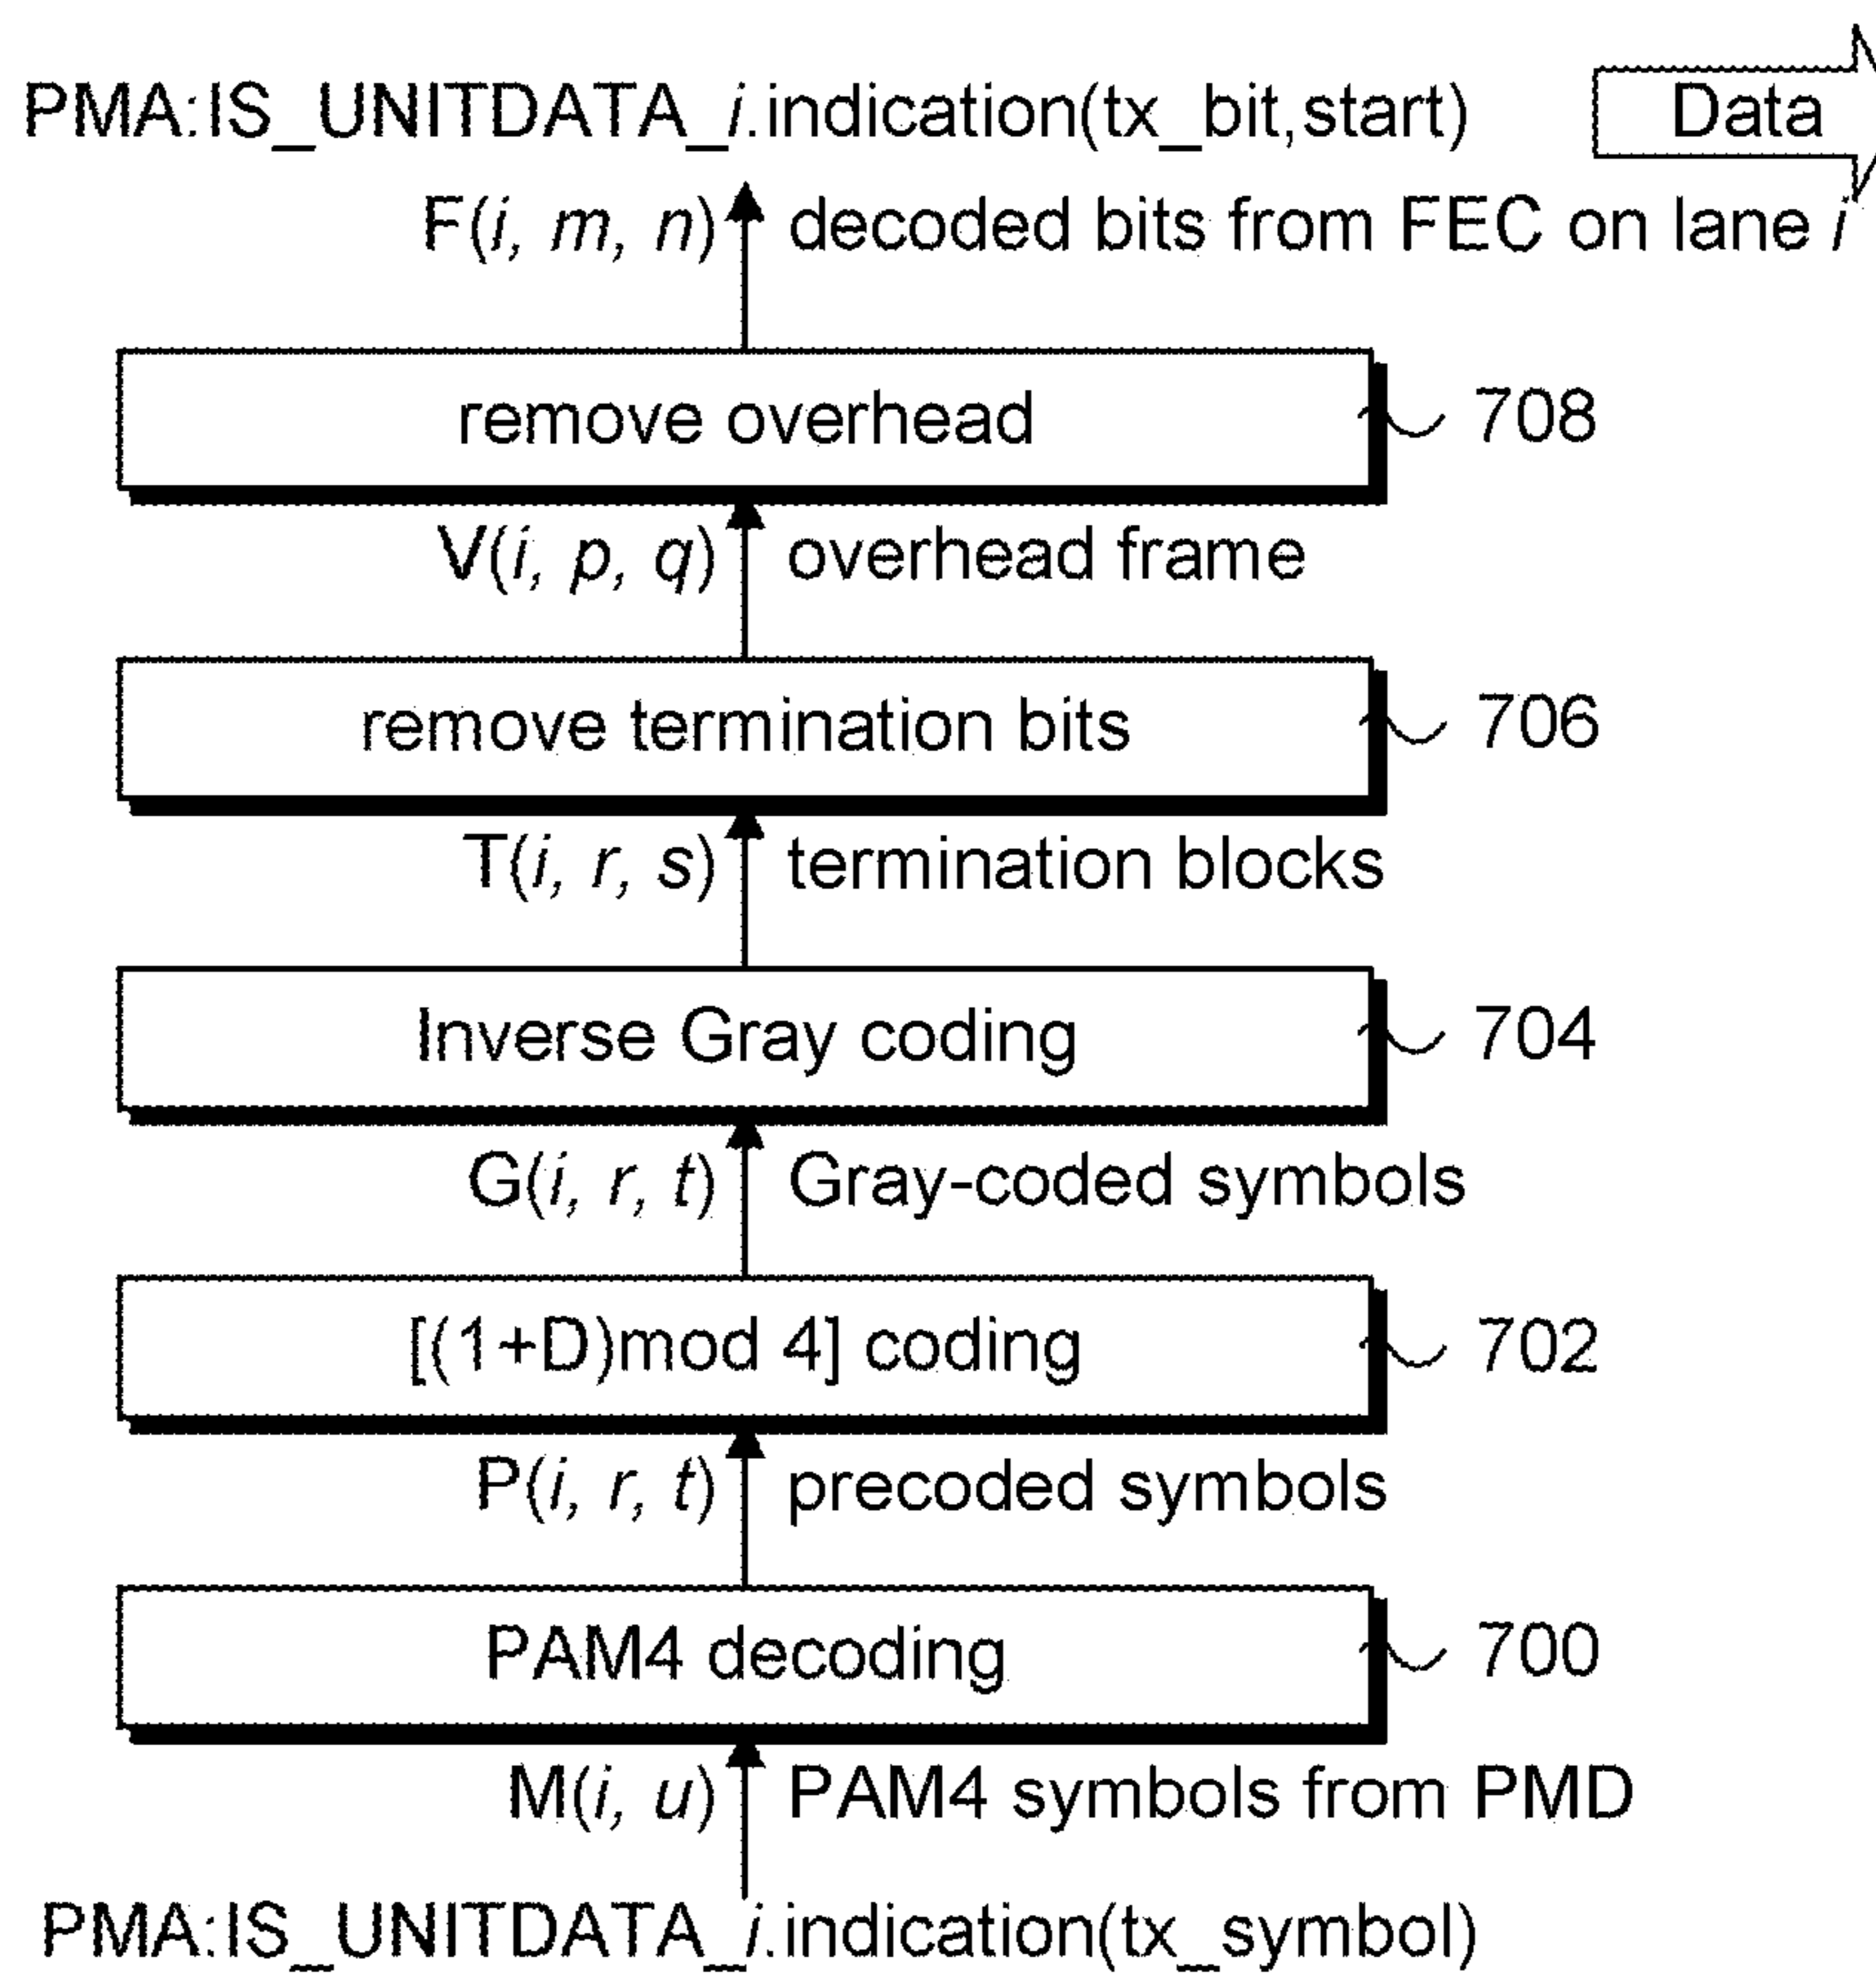 PMA:IS_UNITDATA_i.indication(tx_bit,start) Data
F(i, m, n) decoded bits from FEC on lane i
remove overhead 708
V(i, p, q) overhead frame
remove termination bits 706
T(i, r, s) termination blocks
Inverse Gray coding 704
G(i, r, t) Gray-coded symbols
[(1+D)mod 4] coding 702
P(i, r, t) precoded symbols
PAM4 decoding 700
M(i, u) PAM4 symbols from PMD
PMA:IS_UNITDATA_i.indication(tx_symbol)